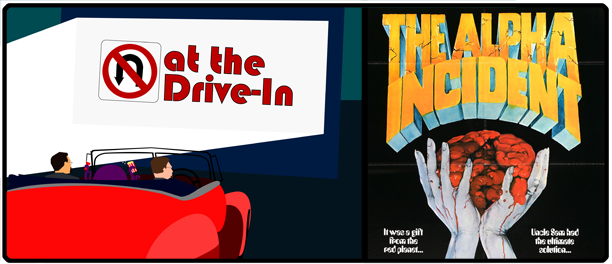 at the
Drive-In
THE ALPHA
INCIDENT
It was a gift
from the
red planet...
Uncle Sam had
the ultimate
solution...